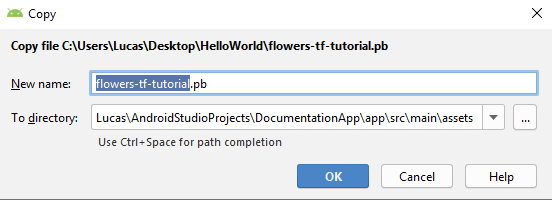 Copy
Copy file C:\Users\Lucas\Desktop\HelloWorld\flowers-tf-tutorial.pb
New name: flowers-tf-tutorial.pb
To directory: Lucas\AndroidStudioProjects\DocumentationApp\app\src\main\assets ...
Use Ctrl+Space for path completion
OK Cancel Help